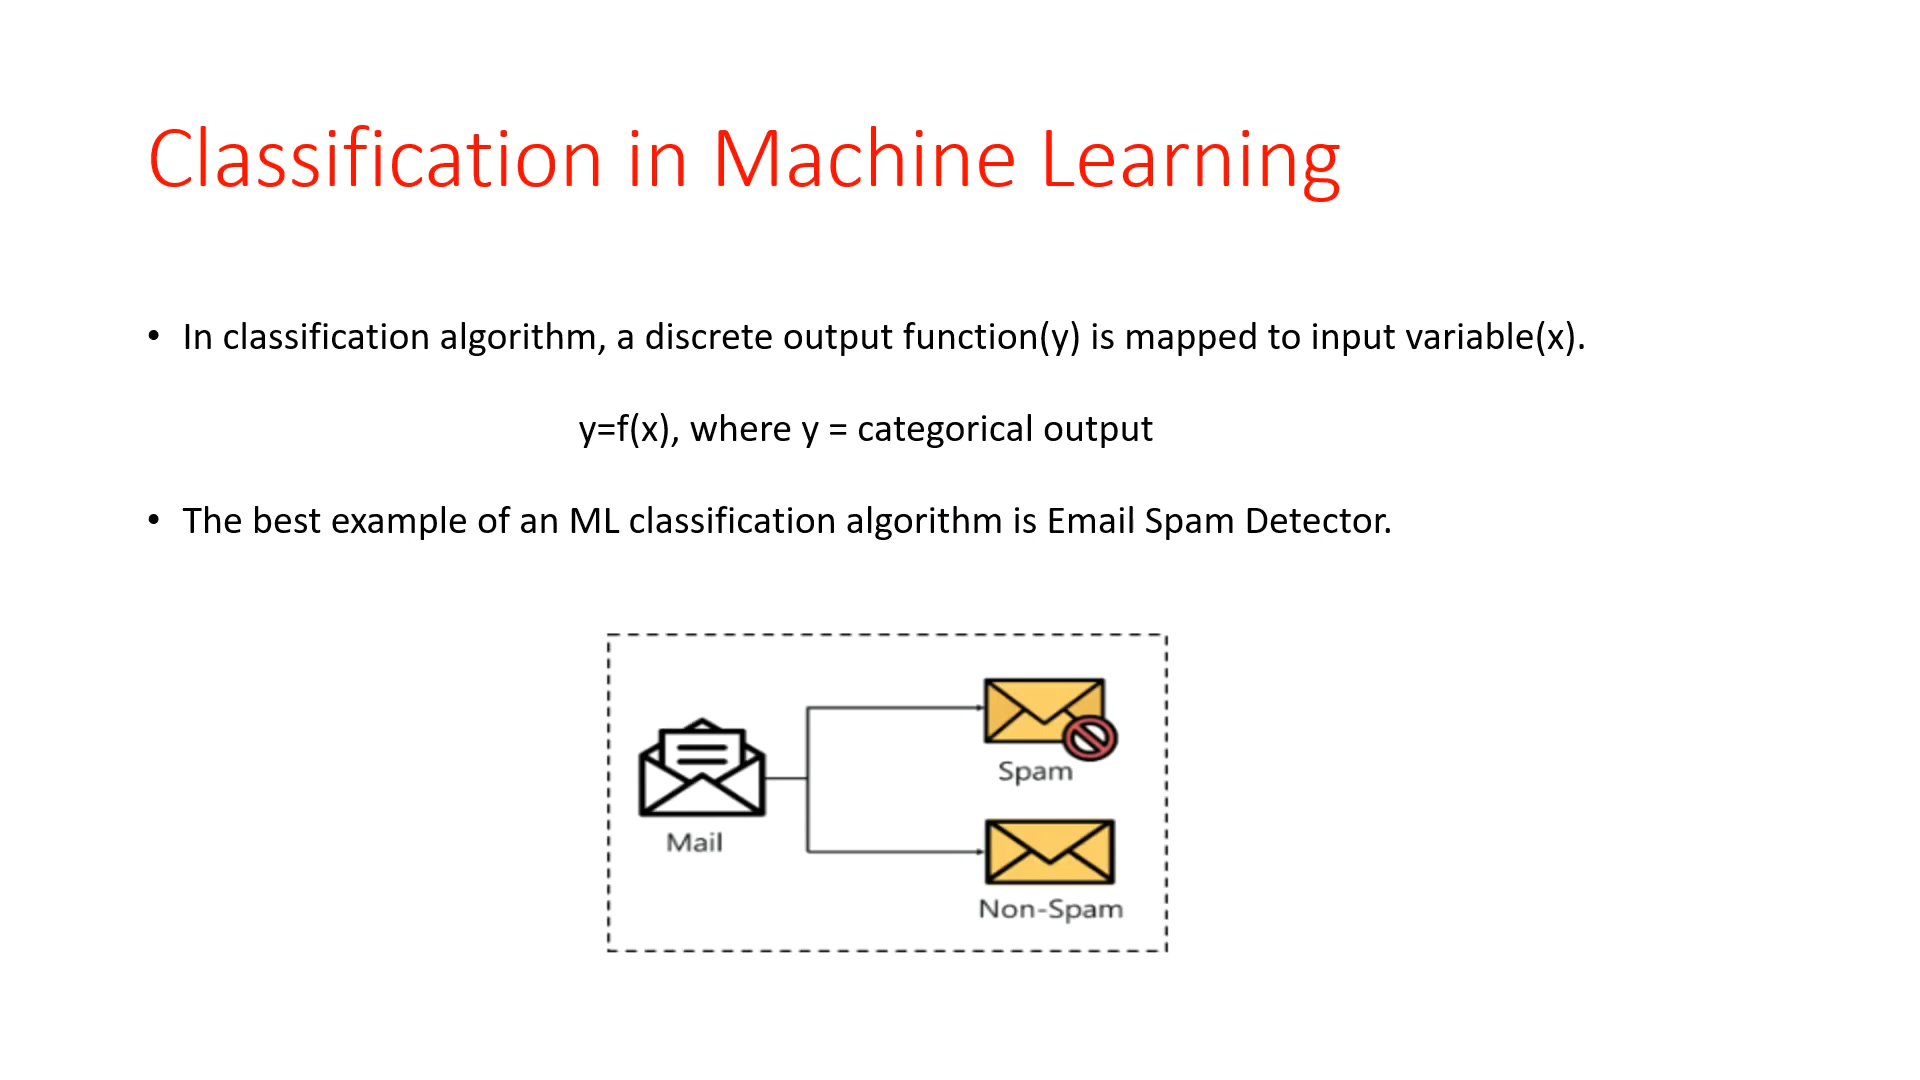 Classification in Machine Learning
• In classification algorithm, a discrete output function(y) is mapped to input variable(x).
y=f(x), where y = categorical output
• The best example of an ML classification algorithm is Email Spam Detector.
Spam
Mail
Non-Spam